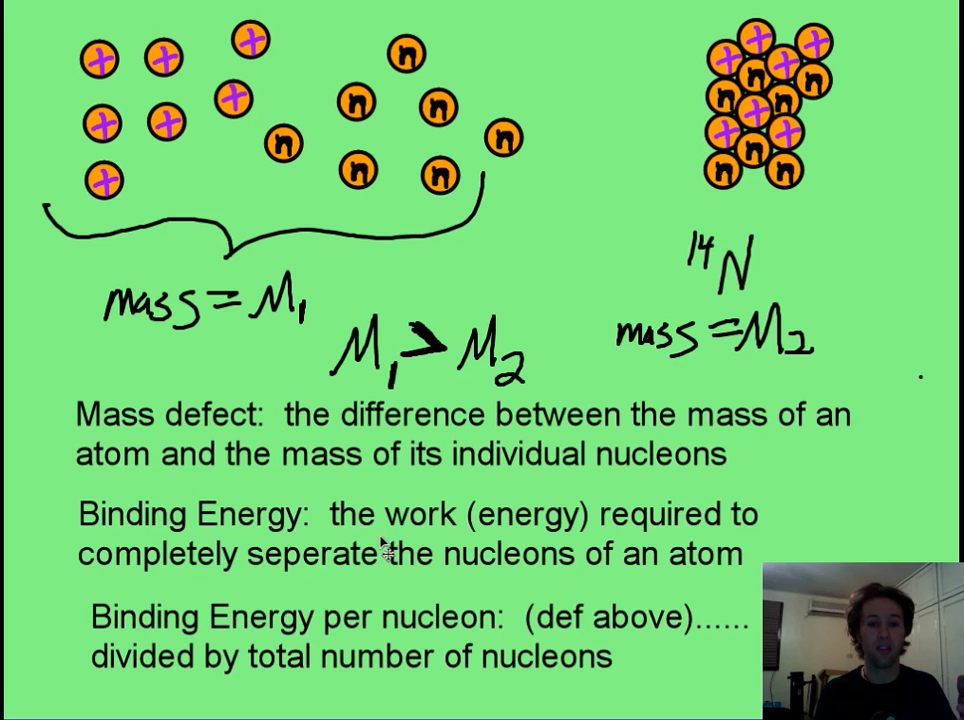 + + + n + + + + n n n n n n
+ + + n + n n + + + n n n n
mass = M₁
¹⁴N
mass = M₂
M₁ > M₂
Mass defect: the difference between the mass of an
atom and the mass of its individual nucleons
Binding Energy: the work (energy) required to
completely seperate the nucleons of an atom
Binding Energy per nucleon: (def above)......
divided by total number of nucleons